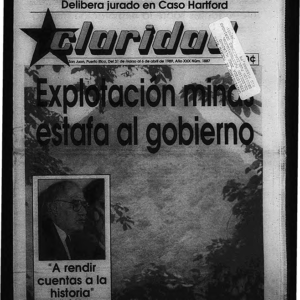 Delibera jurado en Caso Hartford
claridad
San Juan, Puerto Rico, Del 31 de marzo al 6 de abril de 1989, Año XXX Núm. 1887
Explotación minas
estafa al gobierno
"A rendir
cuentas a la
historia"